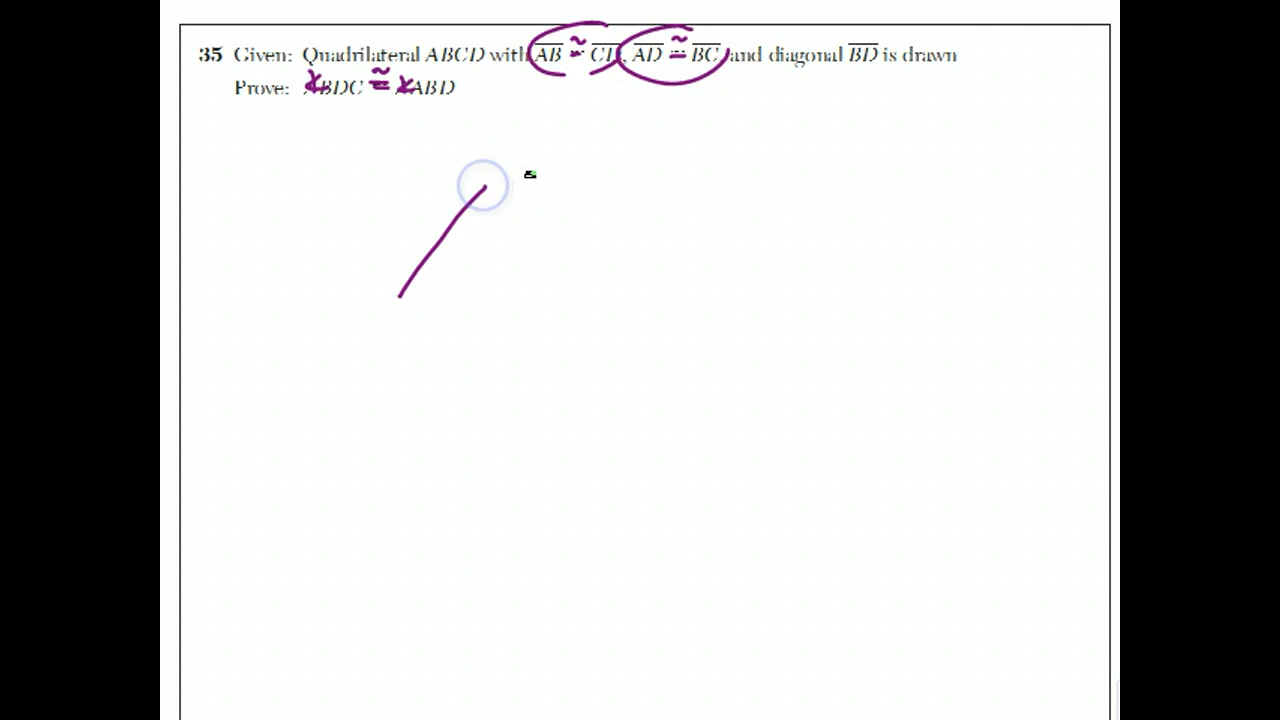 35 Given: Quadrilateral ABCD with AB ≅ CD, AD ≅ BC, and diagonal BD is drawn
Prove: ∠BDC ≅ ∠ABD